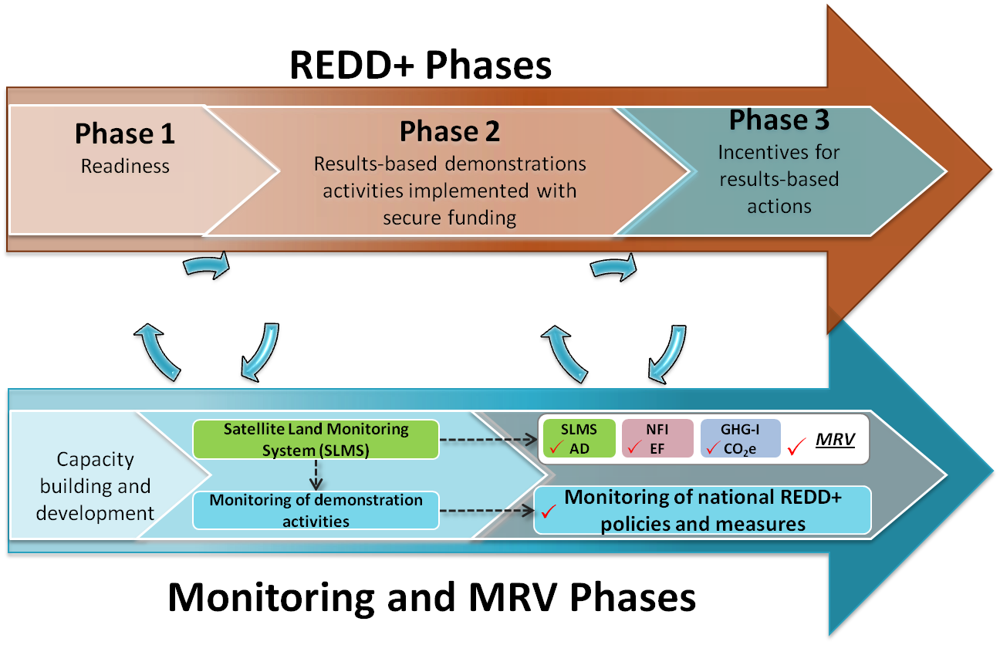 REDD+ Phases
Phase 1
Readiness
Phase 2
Results-based demonstrations
activities implemented with
secure funding
Phase 3
Incentives for
results-based
actions
Capacity
building and
development
Satellite Land Monitoring
System (SLMS)
Monitoring of demonstration
activities
SLMS
✓ AD
NFI
✓ EF
GHG-I
✓ CO₂e
✓ MRV
✓ Monitoring of national REDD+
policies and measures
Monitoring and MRV Phases